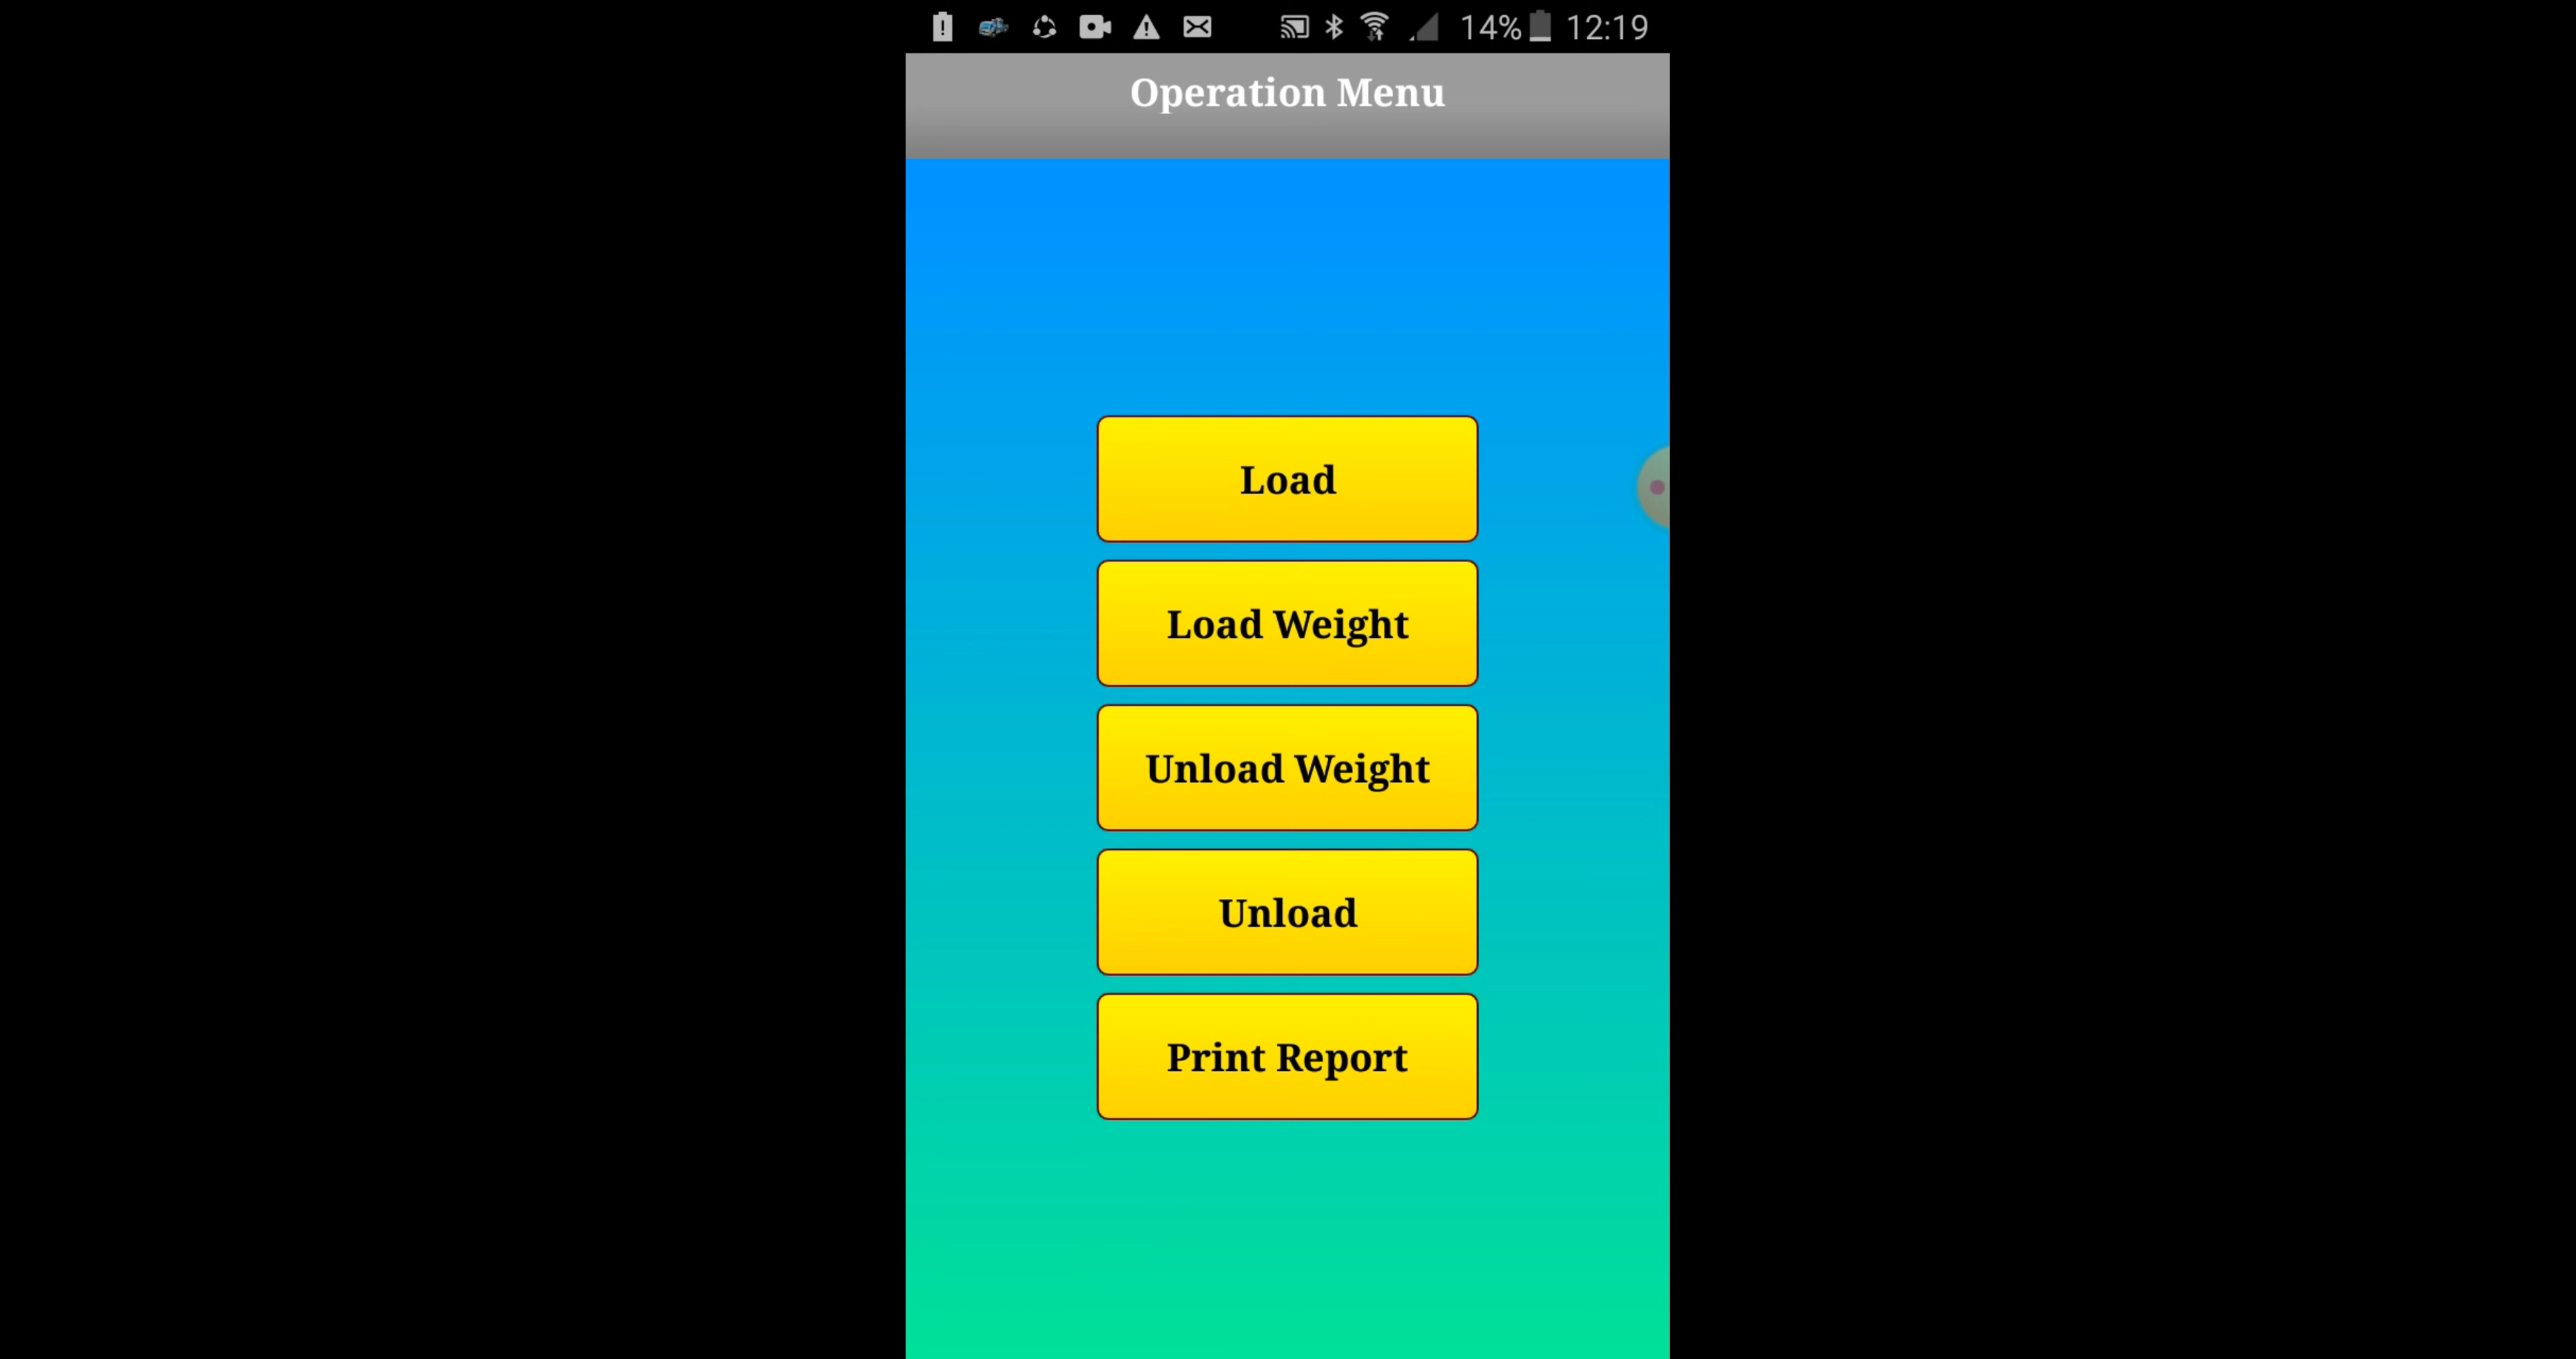 14% 12:19
Operation Menu
Load
Load Weight
Unload Weight
Unload
Print Report